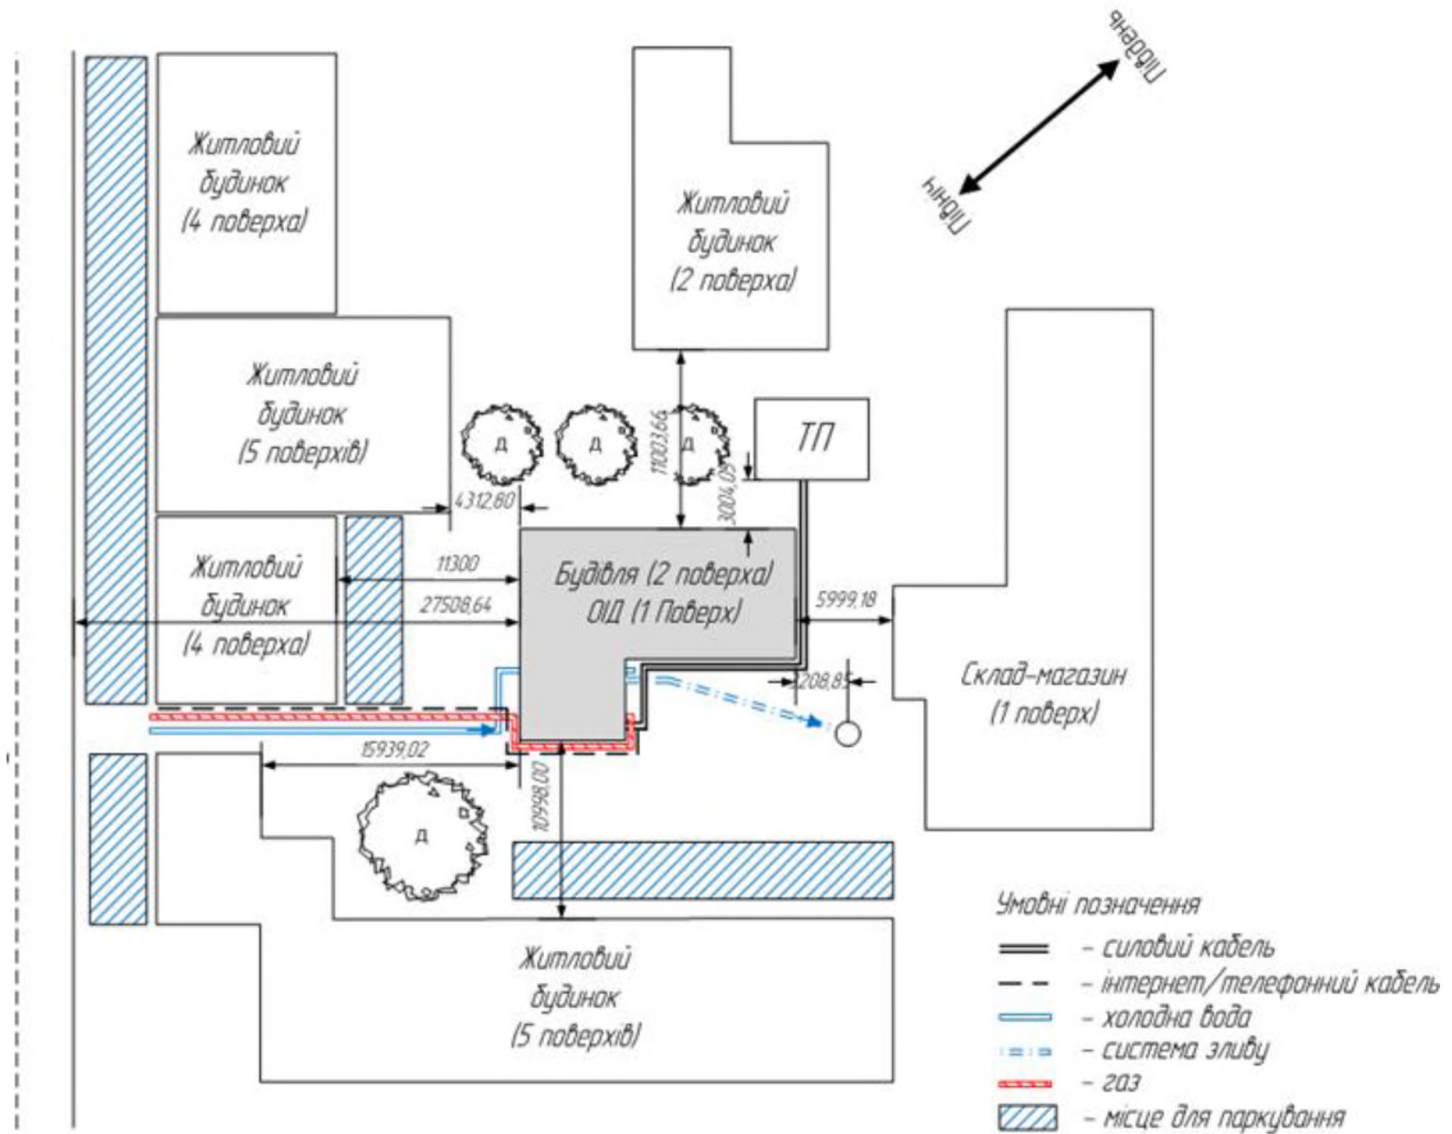 Південь
Північ
Житловий
будинок
(4 поверха)
Житловий
будинок
(2 поверха)
Житловий
будинок
(5 поверхів)
Д
Д
Д
ТП
11003,66
3004,09
4312,80
Житловий
будинок
(4 поверха)
11300
27508,64
Будівля (2 поверха)
ОІД (1 Поверх)
5999,18
2208,85
Склад-магазин
(1 поверх)
15939,02
10998,00
Д
Житловий
будинок
(5 поверхів)
Умовні позначення
– силовий кабель
– інтернет/телефонний кабель
– холодна вода
– система зливу
– газ
– місце для паркування